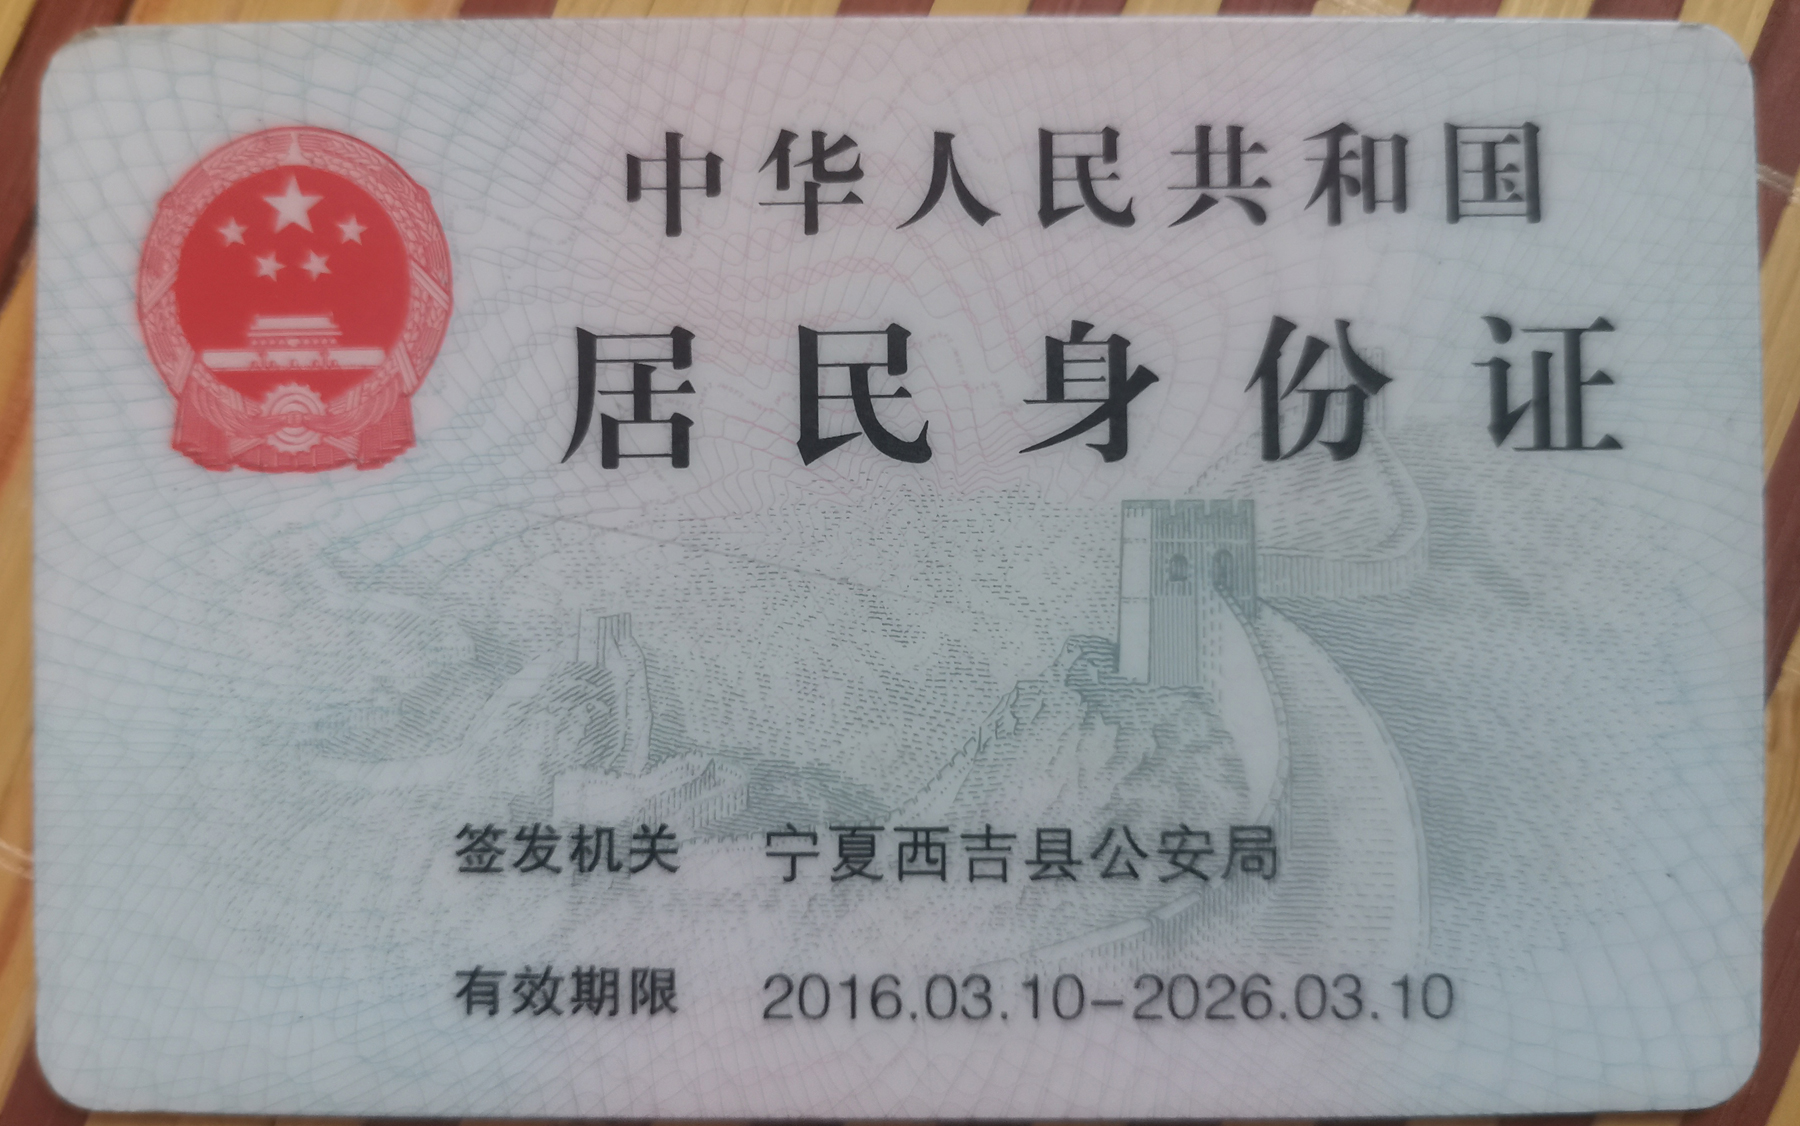 中华人民共和国
居民身份证
签发机关 宁夏西吉县公安局
有效期限 2016.03.10-2026.03.10